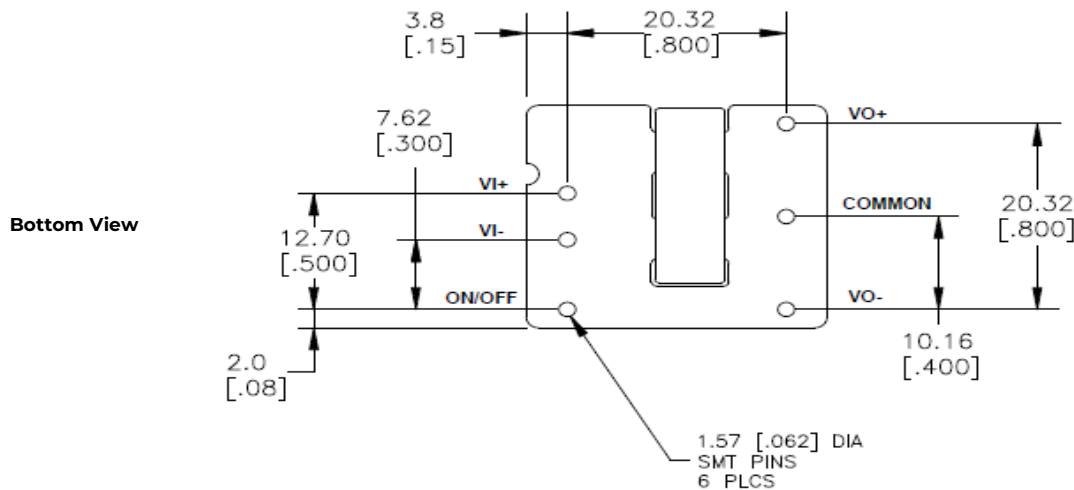 3.8
[.15]
20.32
[.800]
7.62
[.300]
VO+
VI+
Bottom View
COMMON
20.32
[.800]
VI-
12.70
[.500]
ON/OFF
VO-
10.16
[.400]
2.0
[.08]
1.57 [.062] DIA
SMT PINS
6 PLCS